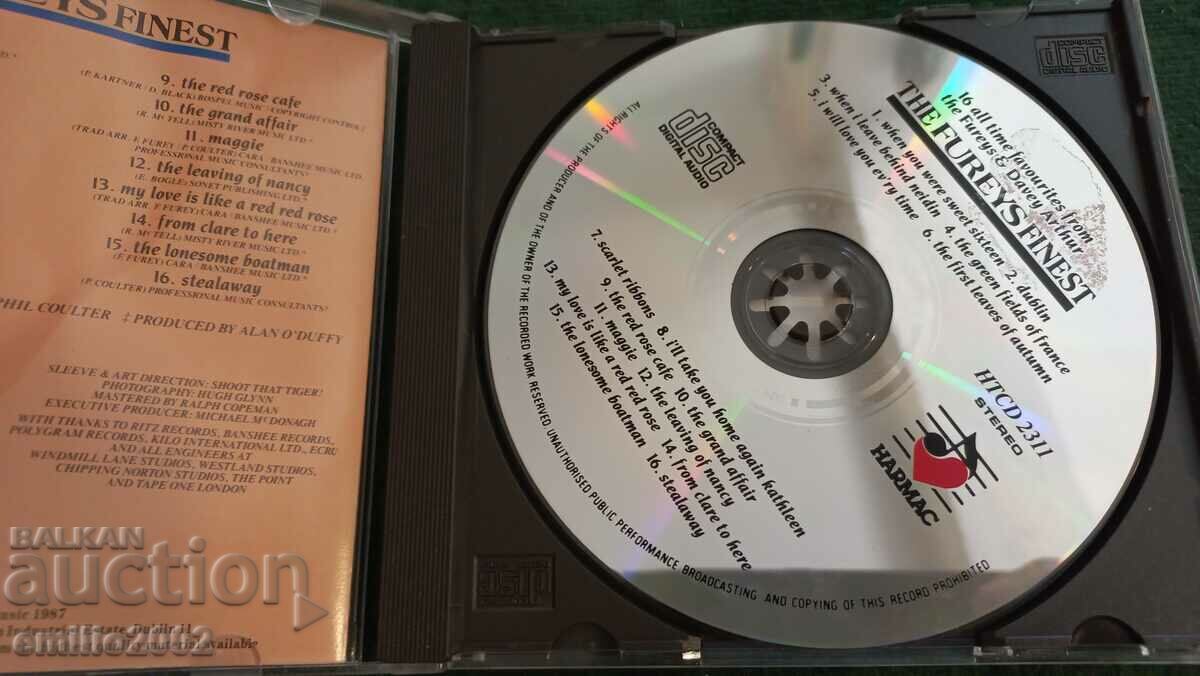 EYS FINEST
9. the red rose cafe
(P. KARTNER / D. BLACK) BOSPEL MUSIC / COPYRIGHT CONTROL
10. the grand affair
(R. McTELL) MISTY RIVER MUSIC LTD.*
11. maggie
(TRAD ARR. F. FUREY / P. COULTER) CARA / BANSHEE MUSIC LTD.
PROFESSIONAL MUSIC CONSULTANTS†
12. the leaving of nancy
(E. BOGLE) SONET PUBLISHING LTD.*
13. my love is like a red red rose
(TRAD ARR. F FUREY) CARA / BANSHEE MUSIC LTD.*
14. from clare to here
(R. McTELL) MISTY RIVER MUSIC LTD.*
15. the lonesome boatman
(F. FUREY) CARA / BANSHEE MUSIC LTD.‡
16. stealaway
(P. COULTER) PROFESSIONAL MUSIC CONSULTANTS†
PHIL COULTER ‡ PRODUCED BY ALAN O'DUFFY
SLEEVE & ART DIRECTION: SHOOT THAT TIGER!
PHOTOGRAPHY: HUGH GLYNN
MASTERED BY RALPH COPEMAN
EXECUTIVE PRODUCER: MICHAEL McDONAGH
WITH THANKS TO RITZ RECORDS, BANSHEE RECORDS,
POLYGRAM RECORDS, KILO INTERNATIONAL LTD., ECRU
AND ALL ENGINEERS AT
WINDMILL LANE STUDIOS, WESTLAND STUDIOS,
CHIPPING NORTON STUDIOS, THE POINT
AND TAPE ONE LONDON
usic 1987
Industrial Estate, Dublin 11
material available
BALKAN
auction
emilio2002
16 all time favourites from
the Fureys & Davey Arthur
THE FUREYS FINEST
1. when you were sweet sixteen 2. dublin
3. when i leave behind neidin 4. the green fields of france
5. i will love you ev'ry time 6. the first leaves of autumn
COMPACT
disc
DIGITAL AUDIO
HTCD 2311
STEREO
HARMAC
7. scarlet ribbons 8. i'll take you home again kathleen
9. the red rose cafe 10. the grand affair
11. maggie 12. the leaving of nancy
13. my love is like a red red rose 14. from clare to here
15. the lonesome boatman 16. stealaway
ALL RIGHTS OF THE PRODUCER AND OF THE OWNER OF THE RECORDED WORK RESERVED UNAUTHORISED PUBLIC PERFORMANCE BROADCASTING AND COPYING OF THIS RECORD PROHIBITED
COMPACT
disc
DIGITAL AUDIO
disc